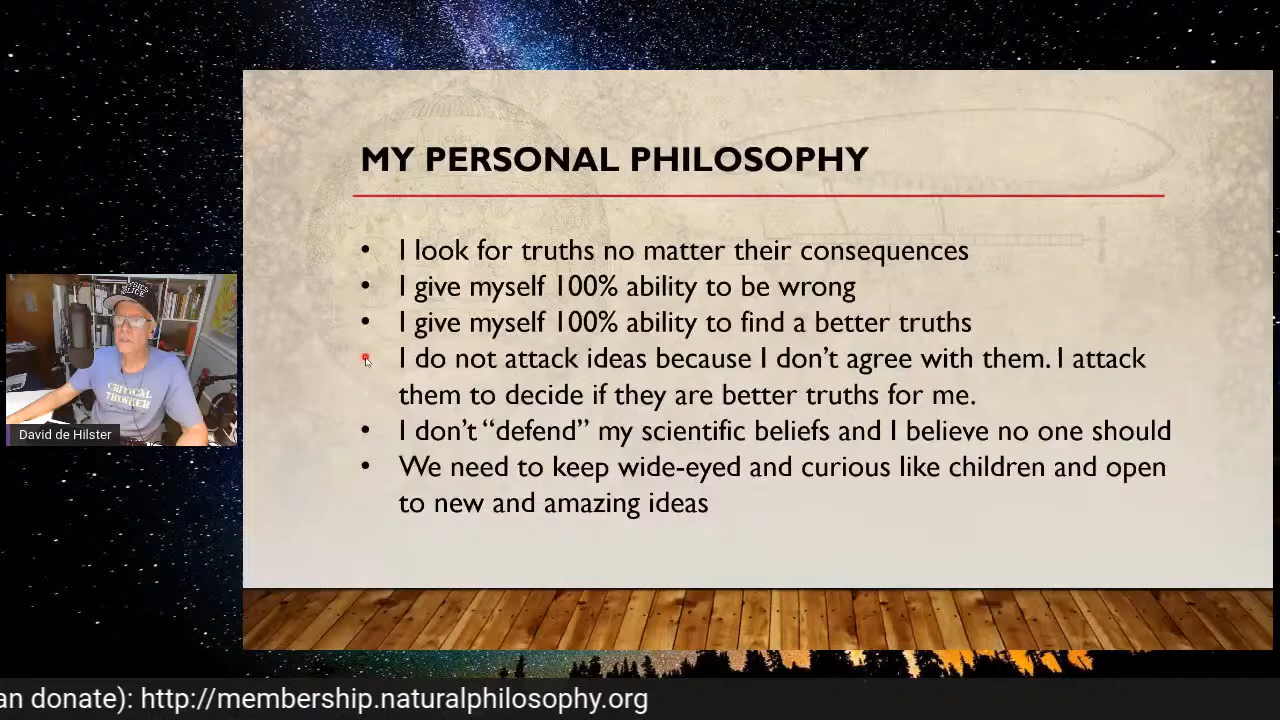 MY PERSONAL PHILOSOPHY
• I look for truths no matter their consequences
• I give myself 100% ability to be wrong
• I give myself 100% ability to find a better truths
• I do not attack ideas because I don’t agree with them. I attack
them to decide if they are better truths for me.
• I don’t “defend” my scientific beliefs and I believe no one should
• We need to keep wide-eyed and curious like children and open
to new and amazing ideas
CRITICAL
THINKER
David de Hilster
an donate): http://membership.naturalphilosophy.org